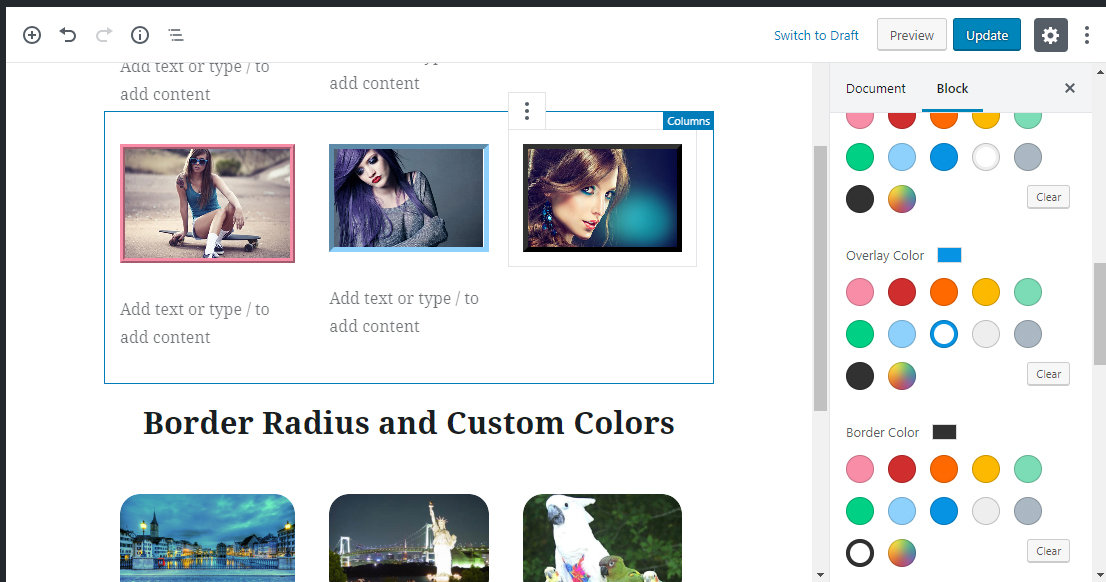 Switch to Draft
Preview
Update
Add text or type / to
add content
add content
Columns
Add text or type / to
add content
Add text or type / to
add content
Border Radius and Custom Colors
Document
Block
Clear
Overlay Color
Clear
Border Color
Clear